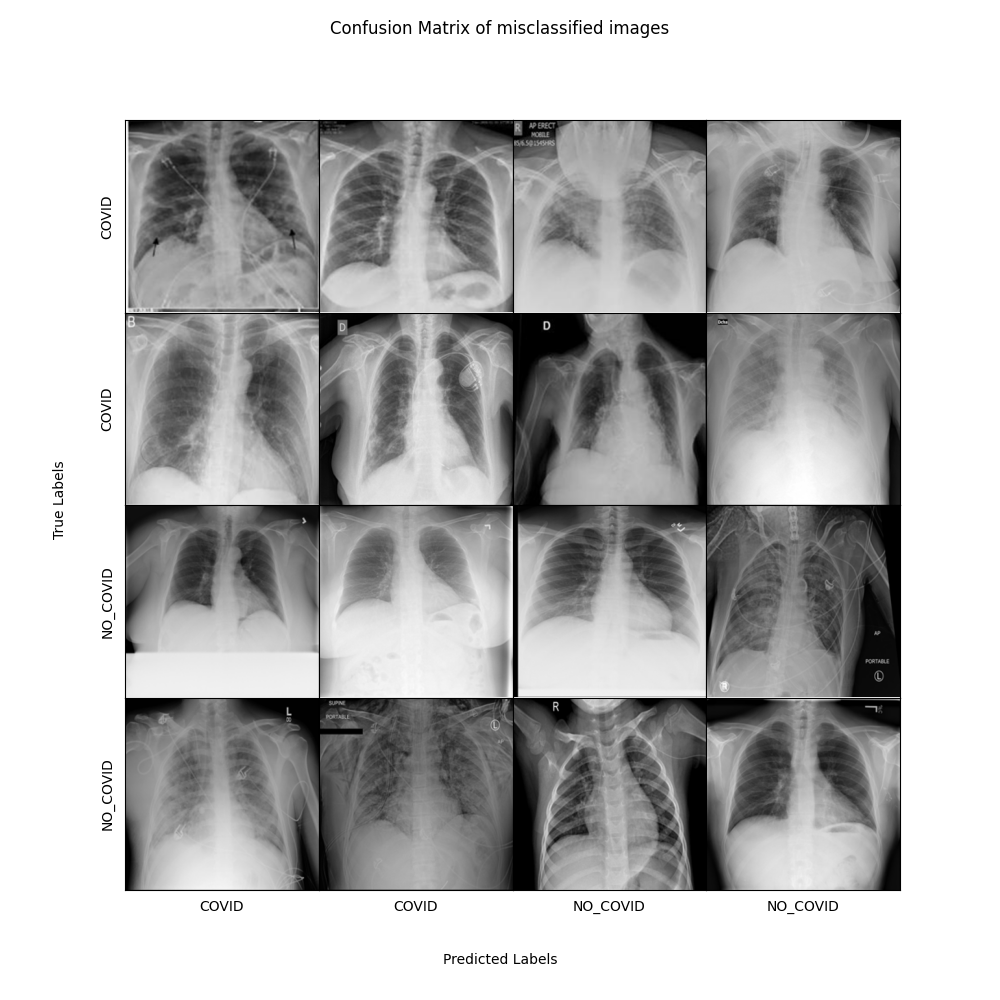 Confusion Matrix of misclassified images
R
AP ERECT
MOBILE
COVID
B
D
D
COVID
True Labels
NO_COVID
AP
PORTABLE
L
L
SUPINE
PORTABLE
L
R
NO_COVID
COVID
COVID
NO_COVID
NO_COVID
Predicted Labels